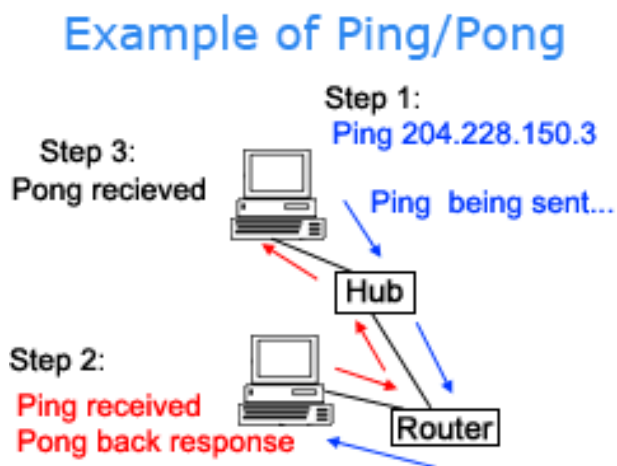 Example of Ping/Pong
Step 1:
Ping 204.228.150.3
Step 3:
Pong recieved
Ping being sent...
Hub
Step 2:
Ping received
Pong back response
Router